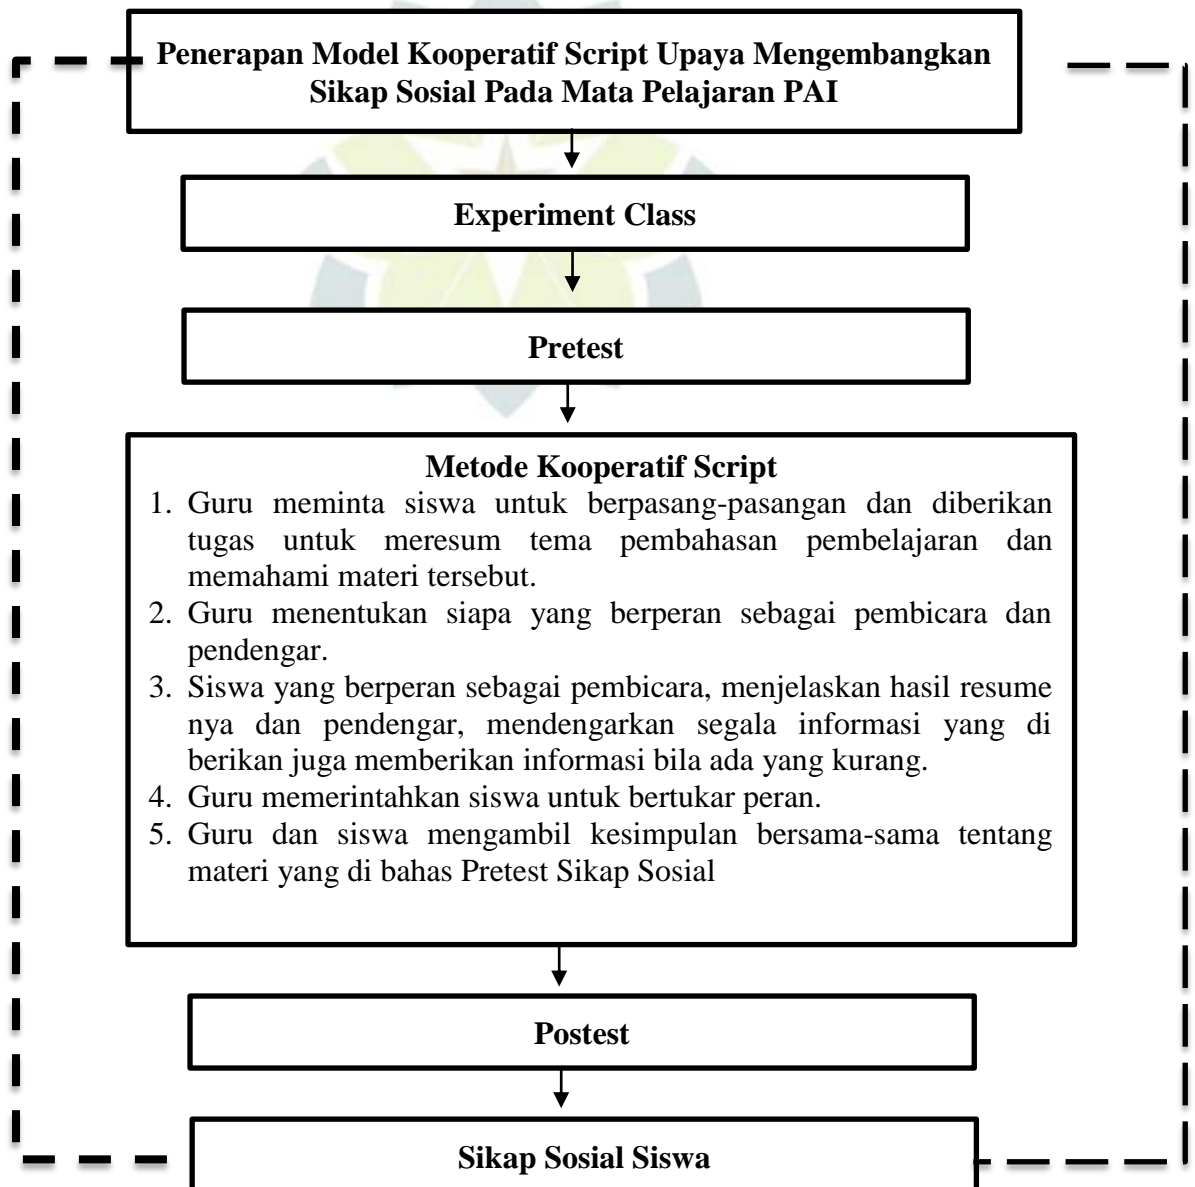 Penerapan Model Kooperatif Script Upaya Mengembangkan
Sikap Sosial Pada Mata Pelajaran PAI
Experiment Class
Pretest
Metode Kooperatif Script
1. Guru meminta siswa untuk berpasang-pasangan dan diberikan
tugas untuk meresum tema pembahasan pembelajaran dan
memahami materi tersebut.
2. Guru menentukan siapa yang berperan sebagai pembicara dan
pendengar.
3. Siswa yang berperan sebagai pembicara, menjelaskan hasil resume
nya dan pendengar, mendengarkan segala informasi yang di
berikan juga memberikan informasi bila ada yang kurang.
4. Guru memerintahkan siswa untuk bertukar peran.
5. Guru dan siswa mengambil kesimpulan bersama-sama tentang
materi yang di bahas Pretest Sikap Sosial
Postest
Sikap Sosial Siswa